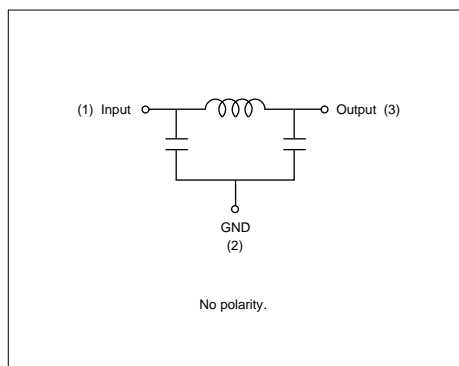 (1) Input
Output (3)
GND
(2)
No polarity.